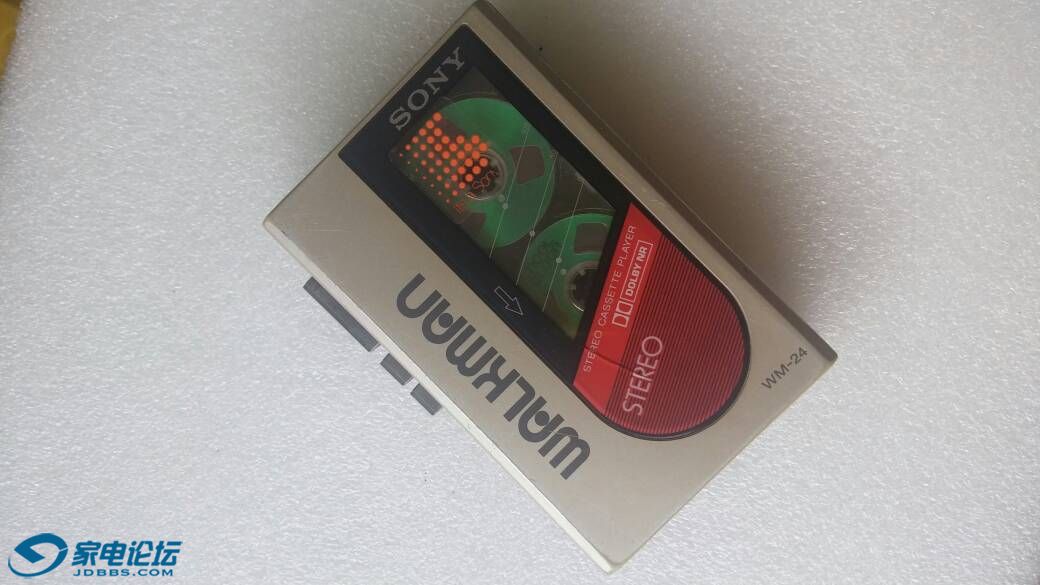 SONY
WALKMAN
STEREO CASSETTE PLAYER
DOLBY NR
STEREO
WM-24
家电论坛
JDBBS.COM